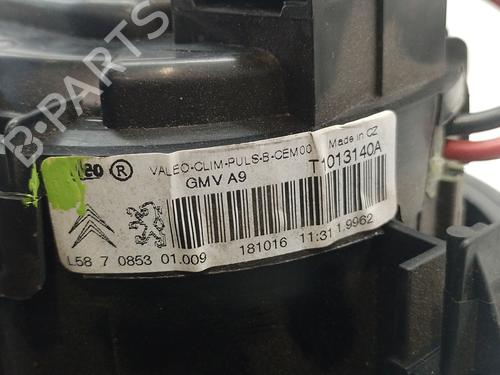 B-PARTS
VALEO-CLIM-PULS-B-CEM00 Made in CZ
GMV A9 T1013140A
L58 7 0853 01.009 181016 11:31 1.9962